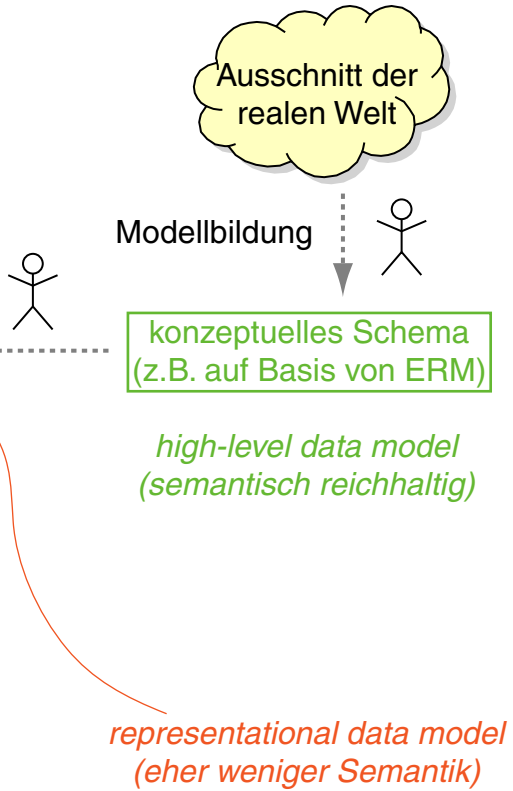 Ausschnitt der
realen Welt
Modellbildung
konzeptuelles Schema
(z.B. auf Basis von ERM)
high-level data model
(semantisch reichhaltig)
representational data model
(eher weniger Semantik)